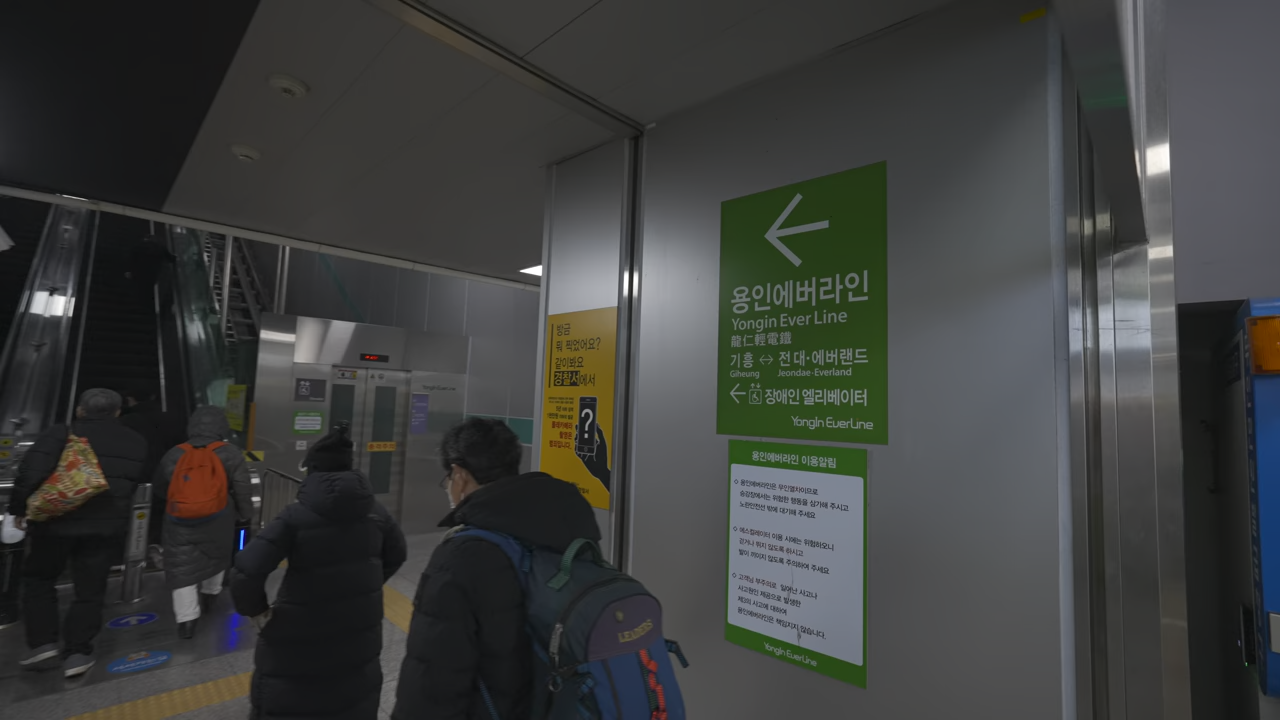 용인에버라인
Yongin Ever Line
龍仁輕電鐵
기흥 ↔ 전대·에버랜드
Giheung Jeondae·Everland
← 장애인 엘리베이터
YongIn EverLine
용인에버라인 이용알림
◇ 용인에버라인은 무인열차이므로
승강장에서는 위험한 행동을 삼가해 주시고
노란안전선 밖에 대기해 주세요
◇ 에스컬레이터 이용 시에는 위험하오니
걷거나 뛰지 않도록 하시고
발이 끼이지 않도록 주의하여 주세요
◇ 고객님 부주의로 일어난 사고나
사고원인 제공으로 발생한
제3의 사고에 대하여
용인에버라인은 책임지지 않습니다.
YongIn EverLine
방금
뭐 찍었어요?
같이봐요
경찰서에서
?
YongIn EverLine
LEADERS